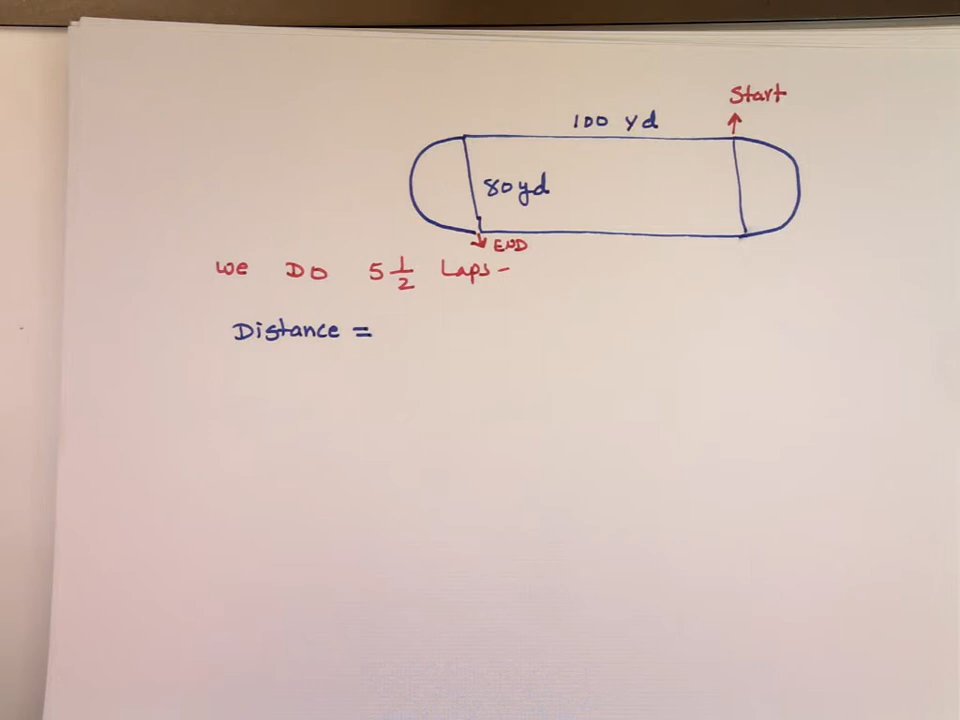 Start
100 yd
80yd
END
We DO 5 1/2 Laps-
Distance =